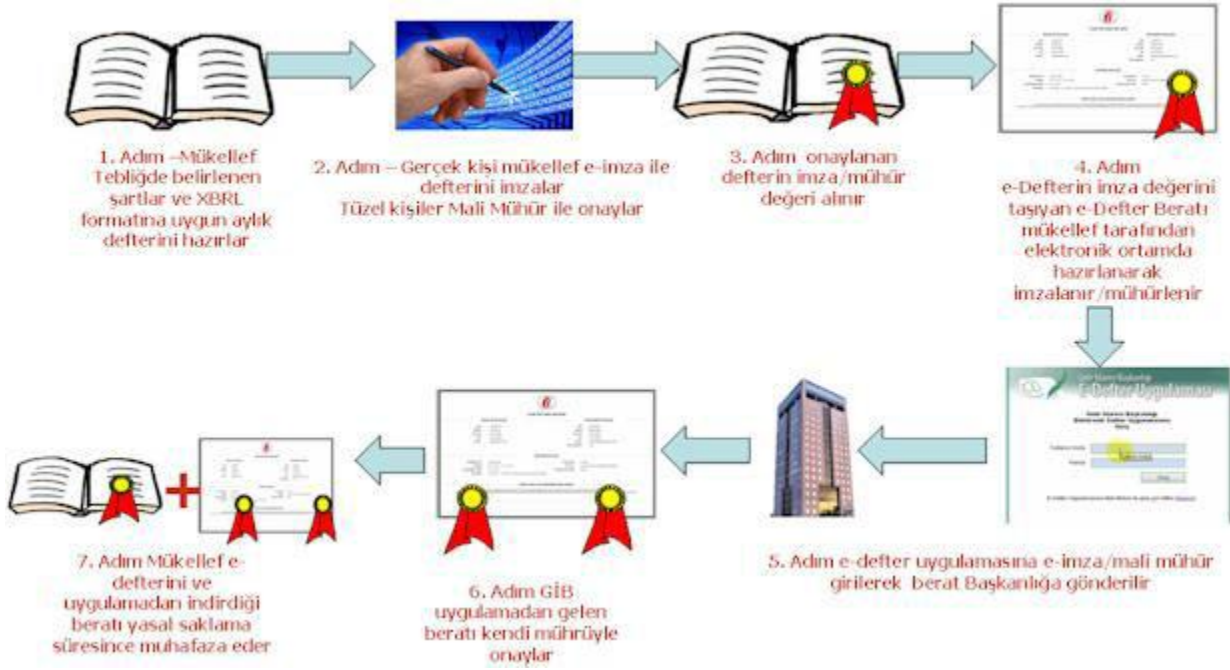 1. Adım –Mükellef
Tebliğde belirlenen
şartlar ve XBRL
formatına uygun aylık
defterini hazırlar
2. Adım – Gerçek kişi mükellef e-imza ile
defterini imzalar
Tüzel kişiler Mali Mühür ile onaylar
3. Adım onaylanan
defterin imza/mühür
değeri alınır
4. Adım
e-Defterin imza değerini
taşıyan e-Defter Beratı
mükellef tarafından
elektronik ortamda
hazırlanarak
imzalanır/mühürlenir
E-Defter Uygulaması
5. Adım e-defter uygulamasına e-imza/mali mühür
girilerek berat Başkanlığa gönderilir
6. Adım GİB
uygulamadan gelen
beratı kendi mührüyle
onaylar
7. Adım Mükellef e-
defterini ve
uygulamadan indirdiği
beratı yasal saklama
süresince muhafaza eder